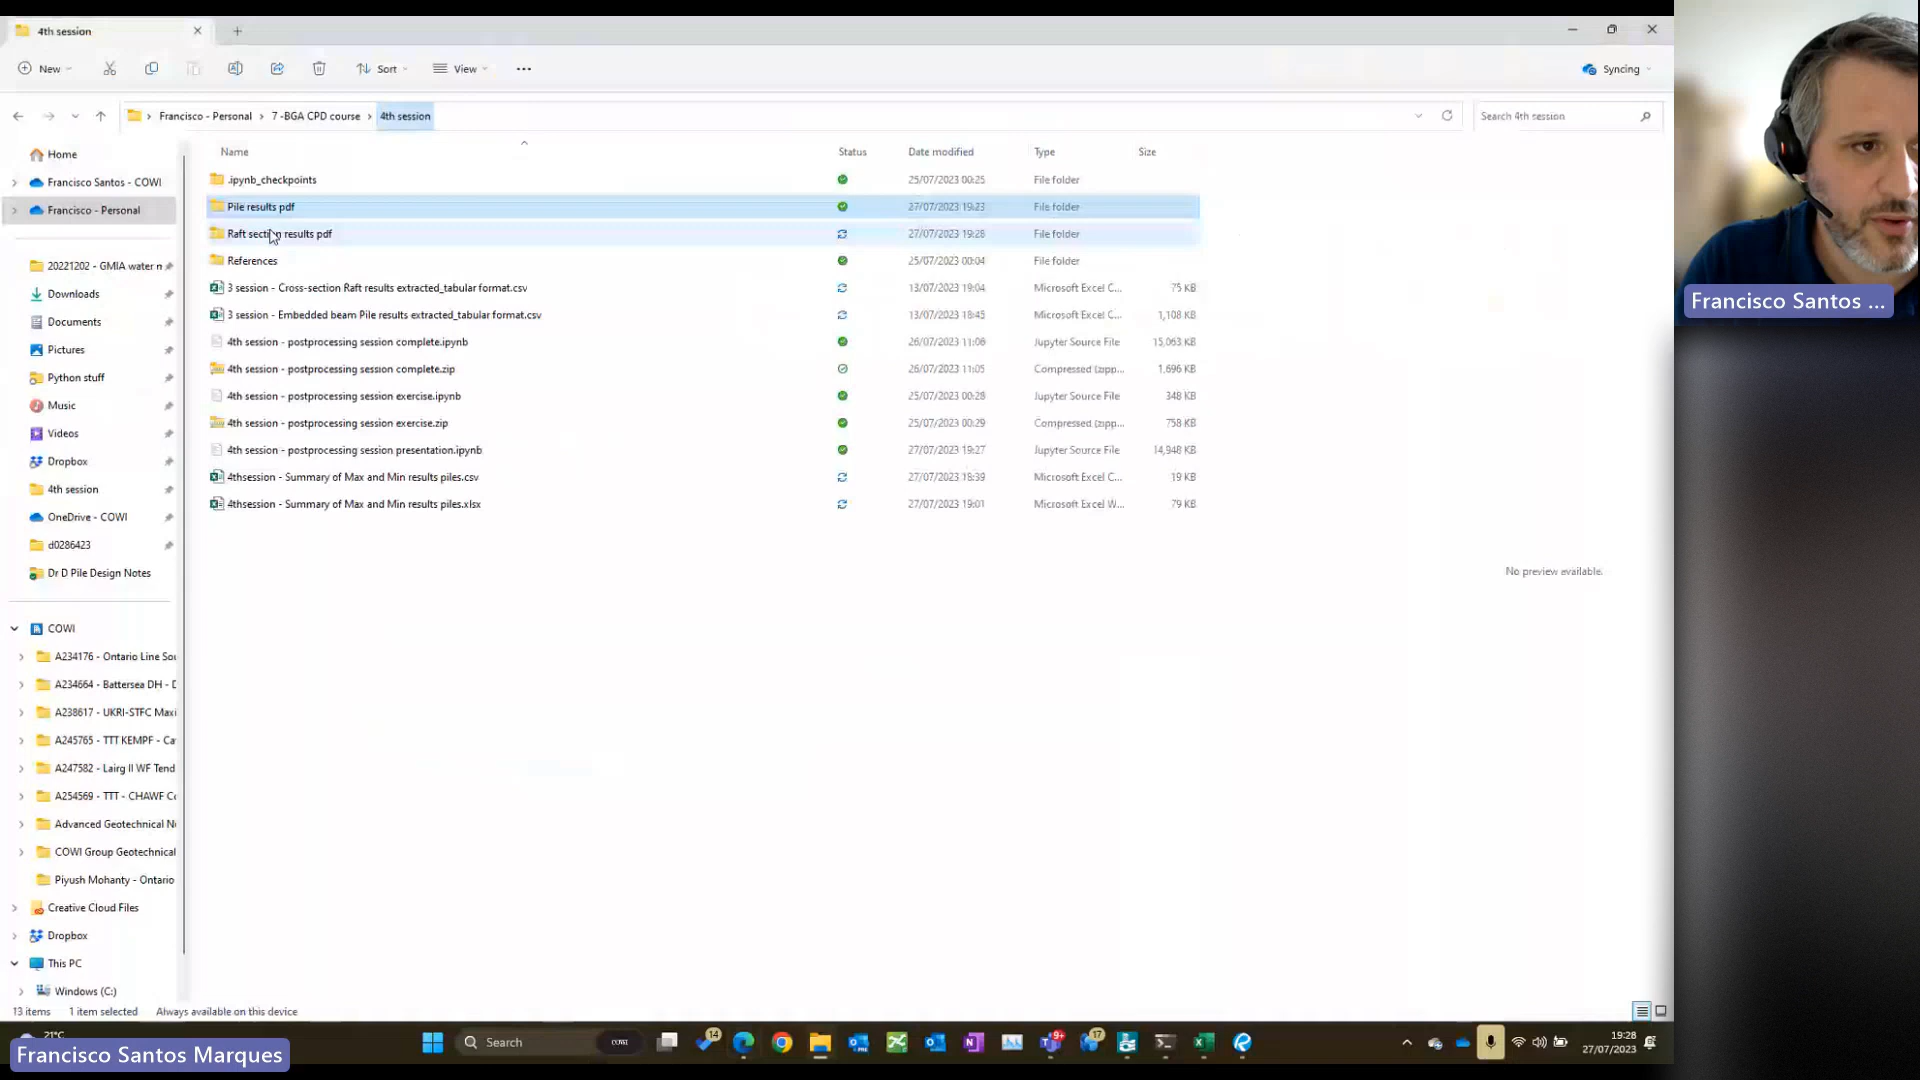 4th session
New
Sort
View
Syncing
Francisco - Personal > 7 -BGA CPD course > 4th session
Search 4th session
Name Status Date modified Type Size
.ipynb_checkpoints 25/07/2023 00:25 File folder
Pile results pdf 27/07/2023 19:23 File folder
Raft section results pdf 27/07/2023 19:28 File folder
References 25/07/2023 00:04 File folder
3 session - Cross-section Raft results extracted_tabular format.csv 13/07/2023 19:04 Microsoft Excel C... 75 KB
3 session - Embedded beam Pile results extracted_tabular format.csv 13/07/2023 18:45 Microsoft Excel C... 1,108 KB
4th session - postprocessing session complete.ipynb 26/07/2023 11:08 Jupyter Source File 15,063 KB
4th session - postprocessing session complete.zip 26/07/2023 11:05 Compressed (zipp... 1,696 KB
4th session - postprocessing session exercise.ipynb 25/07/2023 00:28 Jupyter Source File 348 KB
4th session - postprocessing session exercise.zip 25/07/2023 00:29 Compressed (zipp... 758 KB
4th session - postprocessing session presentation.ipynb 27/07/2023 19:27 Jupyter Source File 14,948 KB
4thsession - Summary of Max and Min results piles.csv 27/07/2023 18:39 Microsoft Excel C... 19 KB
4thsession - Summary of Max and Min results piles.xlsx 27/07/2023 19:01 Microsoft Excel W... 79 KB
No preview available.
Home
Francisco Santos - COWI
Francisco - Personal
20221202 - GMIA water n
Downloads
Documents
Pictures
Python stuff
Music
Videos
Dropbox
4th session
OneDrive - COWI
d0286423
Dr D Pile Design Notes
COWI
A234176 - Ontario Line Sou
A234664 - Battersea DH - D
A238617 - UKRI-STFC Maxi
A245765 - TTT KEMPF - Ca
A247582 - Lairg II WF Tend
A254569 - TTT - CHAWF Co
Advanced Geotechnical N
COWI Group Geotechnical
Piyush Mohanty - Ontario
Creative Cloud Files
Dropbox
This PC
Windows (C:)
13 items 1 item selected Always available on this device
21°C
Search
COWI
14
9+
17
19:28
27/07/2023
Francisco Santos Marques
Francisco Santos ...